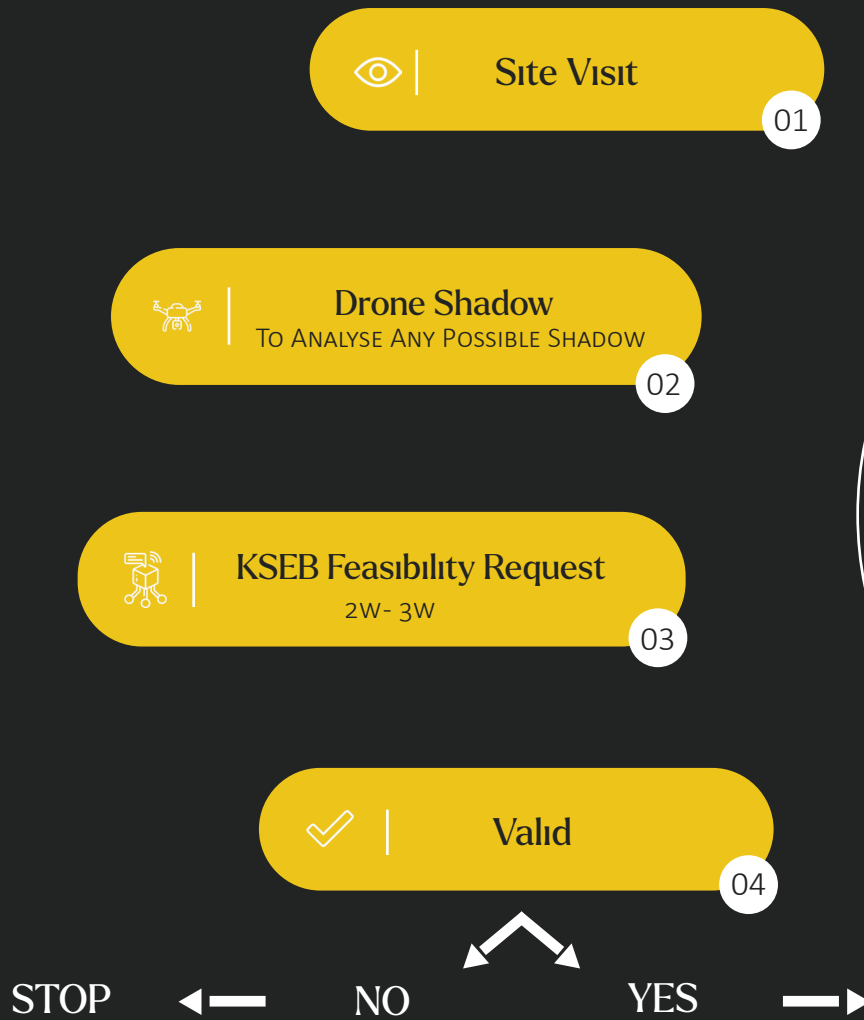 Site Visit
01
Drone Shadow
To Analyse Any Possible Shadow
02
KSEB Feasibility Request
2W- 3W
03
Valid
04
STOP NO YES